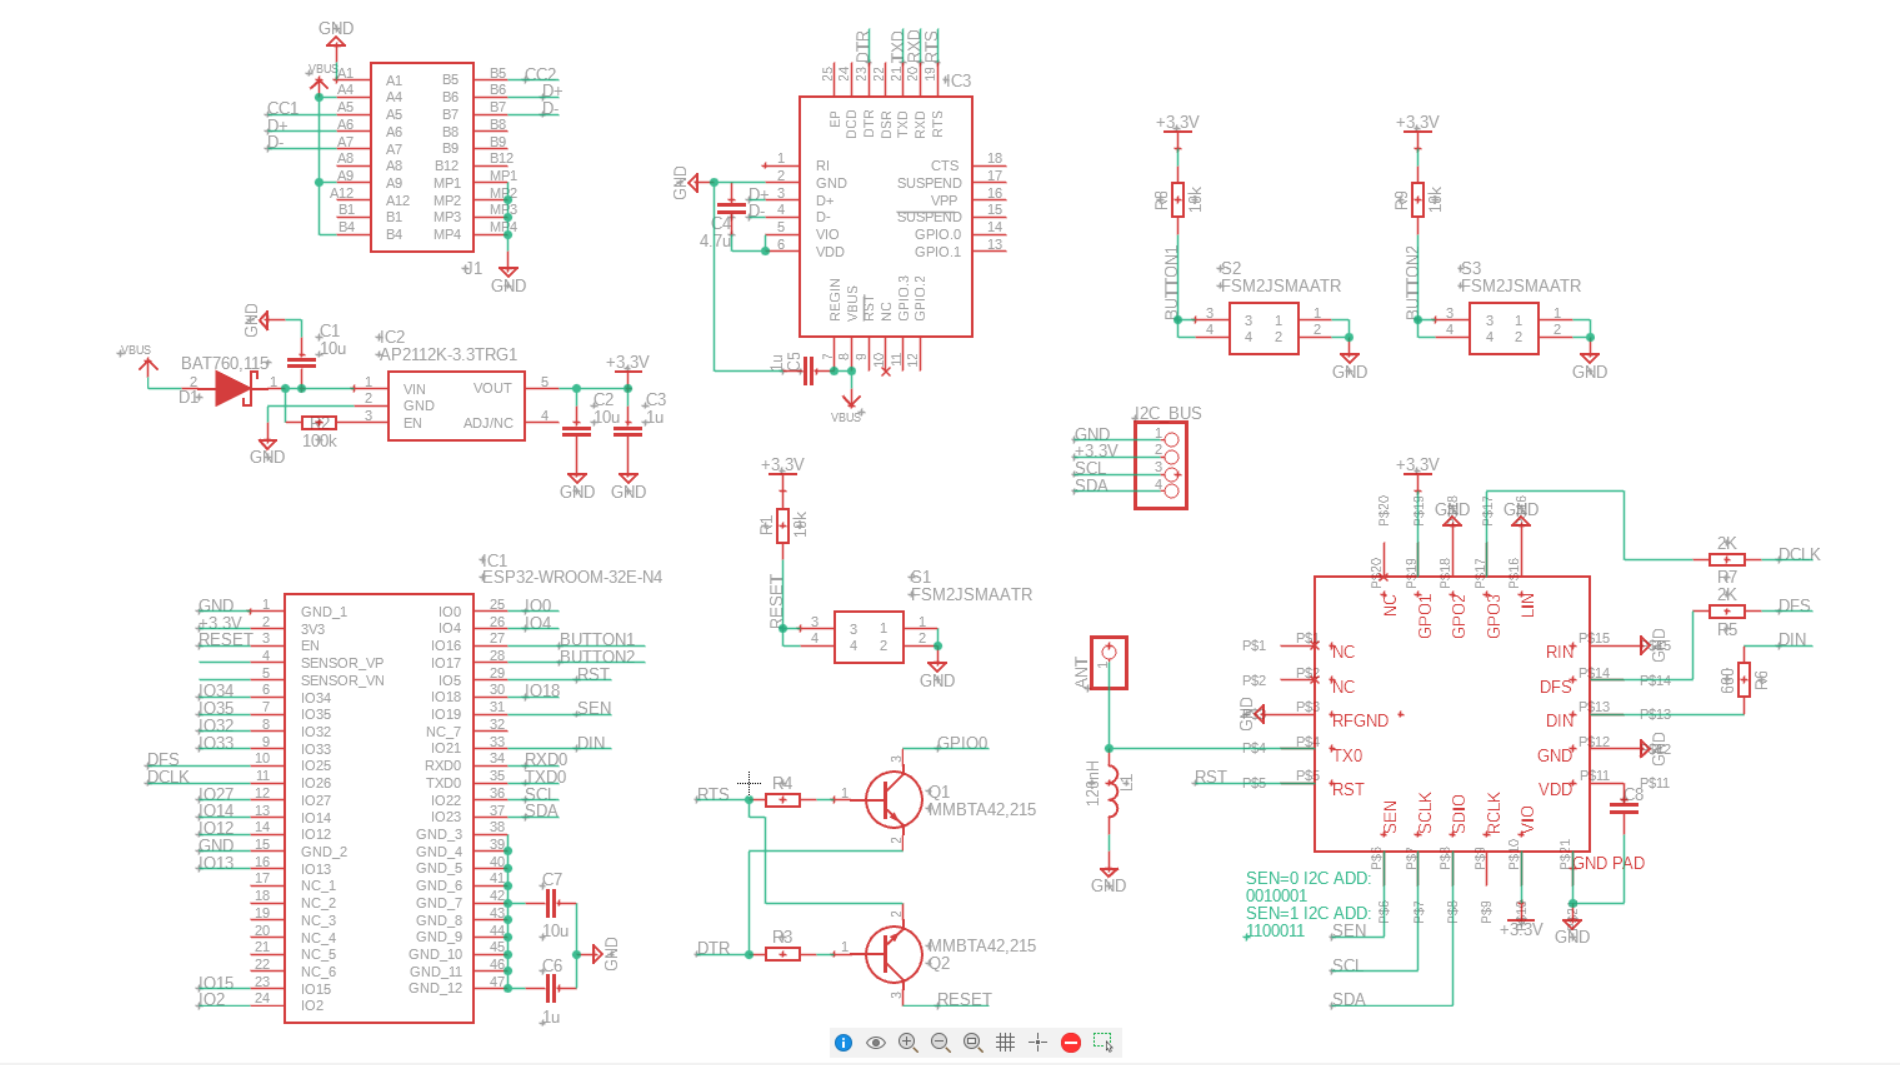 GND
VBUS
A1 A1 B5 B5 CC2
A4 A4 B6 B6 D+
CC1 A5 A5 B7 B7 D-
D+ A6 A6 B8 B8
D- A7 A7 B9 B9
A8 A8 B12 B12
A9 A9 MP1 MP1
A12 A12 MP2 MP2
B1 B1 MP3 MP3
B4 B4 MP4 MP4
J1
GND
DTR TXD RXD RTS
25 24 23 22 21 20 19 IC3
EP DCD DTR DSR TXD RXD RTS
1 RI CTS 18
GND 2 GND SUSPEND 17
D+ 3 D+ VPP 16
D- 4 D- SUSPEND 15
C4 5 VIO GPIO.0 14
4.7u 6 VDD GPIO.1 13
REGIN VBUS RST NC GPIO.3 GPIO.2
1u C5 7 8 9 10 11 12
VBUS
+3.3V
R8 10k
BUTTON1
S2
FSM2JSMAATR
3 3 1 1
4 4 2 2
GND
+3.3V
R9 10k
BUTTON2
S3
FSM2JSMAATR
3 3 1 1
4 4 2 2
GND
GND
C1
10u
VBUS
BAT760,115
2 1
D1
IC2
AP2112K-3.3TRG1
1 VIN VOUT 5
2 GND
3 EN ADJ/NC 4
R2
100k
GND
+3.3V
C2
10u
C3
1u
GND GND
I2C_BUS
GND 1
+3.3V 2
SCL 3
SDA 4
+3.3V
R1 10k
RESET
S1
FSM2JSMAATR
3 3 1 1
4 4 2 2
GND
IC1
ESP32-WROOM-32E-N4
GND 1 GND_1 IO0 25 IO0
+3.3V 2 3V3 IO4 26 IO4
RESET 3 EN IO16 27 BUTTON1
4 SENSOR_VP IO17 28 BUTTON2
5 SENSOR_VN IO5 29 RST
IO34 6 IO34 IO18 30 IO18
IO35 7 IO35 IO19 31 SEN
IO32 8 IO32 NC_7 32
IO33 9 IO33 IO21 33 DIN
DFS 10 IO25 RXD0 34 RXD0
DCLK 11 IO26 TXD0 35 TXD0
IO27 12 IO27 IO22 36 SCL
IO14 13 IO14 IO23 37 SDA
IO12 14 IO12 GND_3 38
GND 15 GND_2 GND_4 39
IO13 16 IO13 GND_5 40
17 NC_1 GND_6 41
18 NC_2 GND_7 42
19 NC_3 GND_8 43
20 NC_4 GND_9 44
21 NC_5 GND_10 45
22 NC_6 GND_11 46
IO15 23 IO15 GND_12 47
IO2 24 IO2
C7
10u
GND
C6
1u
GPIO0
3
RTS R4 1 Q1
MMBTA42,215
2
2
DTR R3 1 MMBTA42,215
Q2
3 RESET
ANT 1
120nH L1
GND
+3.3V
P$20 P$19 GND P$17 GND
P$20 P$19 P$18 P$17 P$16
NC GPO1 GPO2 GPO3 LIN
2K DCLK
R7
2K DFS
R5
DIN
680 R6
P$1 P$1 NC RIN P$15 GND
P$2 P$2 NC DFS P$14 P$14
GND P$3 RFGND DIN P$13 P$13
P$4 P$4 TX0 GND P$12 GND
RST P$5 P$5 RST VDD P$11 P$11
C8
SEN SCLK SDIO RCLK VIO
P$6 P$7 P$8 P$9 P$10 P$21 GND PAD
P$6 P$7 P$8 P$9
+3.3V GND
SEN=0 I2C ADD:
0010001
SEN=1 I2C ADD:
1100011
SEN
SCL
SDA